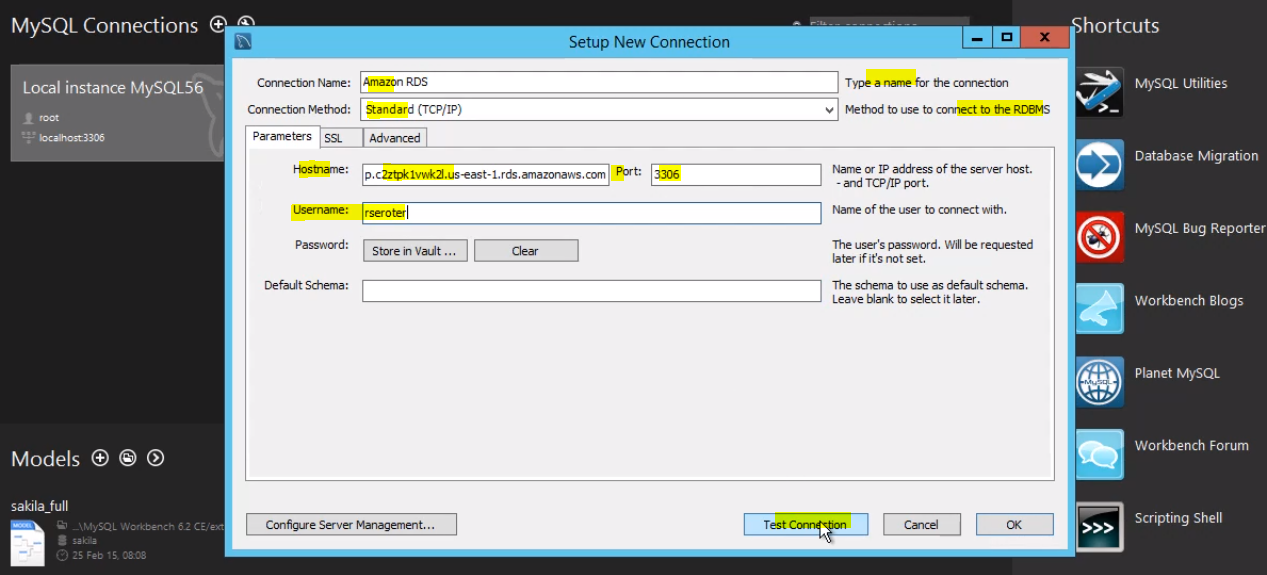 MySQL Connections
Filter connections
Shortcuts
Local instance MySQL56
root
localhost:3306
Setup New Connection
Connection Name: Amazon RDS Type a name for the connection
Connection Method: Standard (TCP/IP) Method to use to connect to the RDBMS
Parameters SSL Advanced
Hostname: p.c2ztpk1vwk2l.us-east-1.rds.amazonaws.com Port: 3306 Name or IP address of the server host.
- and TCP/IP port.
Username: rseroter Name of the user to connect with.
Password: Store in Vault ... Clear The user's password. Will be requested
later if it's not set.
Default Schema: The schema to use as default schema.
Leave blank to select it later.
Configure Server Management... Test Connection Cancel OK
MySQL Utilities
Database Migration
MySQL Bug Reporter
Workbench Blogs
MySQL
Planet MySQL
Workbench Forum
>>>
Scripting Shell
Models
sakila_full
MODEL
...\MySQL Workbench 6.2 CE/ext
sakila
25 Feb 15, 08:08